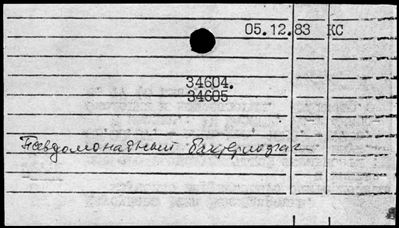 05.12.83 КС
34604.
34605
Псевдомонадный бактериофаг